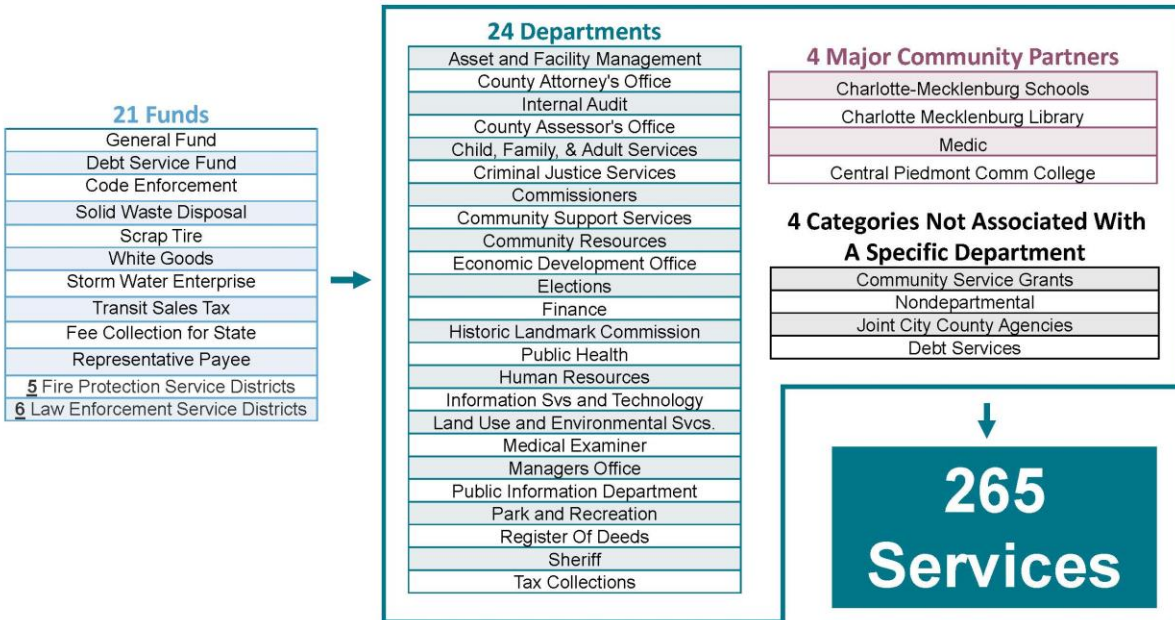 21 Funds
General Fund
Debt Service Fund
Code Enforcement
Solid Waste Disposal
Scrap Tire
White Goods
Storm Water Enterprise
Transit Sales Tax
Fee Collection for State
Representative Payee
5 Fire Protection Service Districts
6 Law Enforcement Service Districts
24 Departments
Asset and Facility Management
County Attorney's Office
Internal Audit
County Assessor's Office
Child, Family, & Adult Services
Criminal Justice Services
Commissioners
Community Support Services
Community Resources
Economic Development Office
Elections
Finance
Historic Landmark Commission
Public Health
Human Resources
Information Svs and Technology
Land Use and Environmental Svcs.
Medical Examiner
Managers Office
Public Information Department
Park and Recreation
Register Of Deeds
Sheriff
Tax Collections
4 Major Community Partners
Charlotte-Mecklenburg Schools
Charlotte Mecklenburg Library
Medic
Central Piedmont Comm College
4 Categories Not Associated With
A Specific Department
Community Service Grants
Nondepartmental
Joint City County Agencies
Debt Services
265
Services